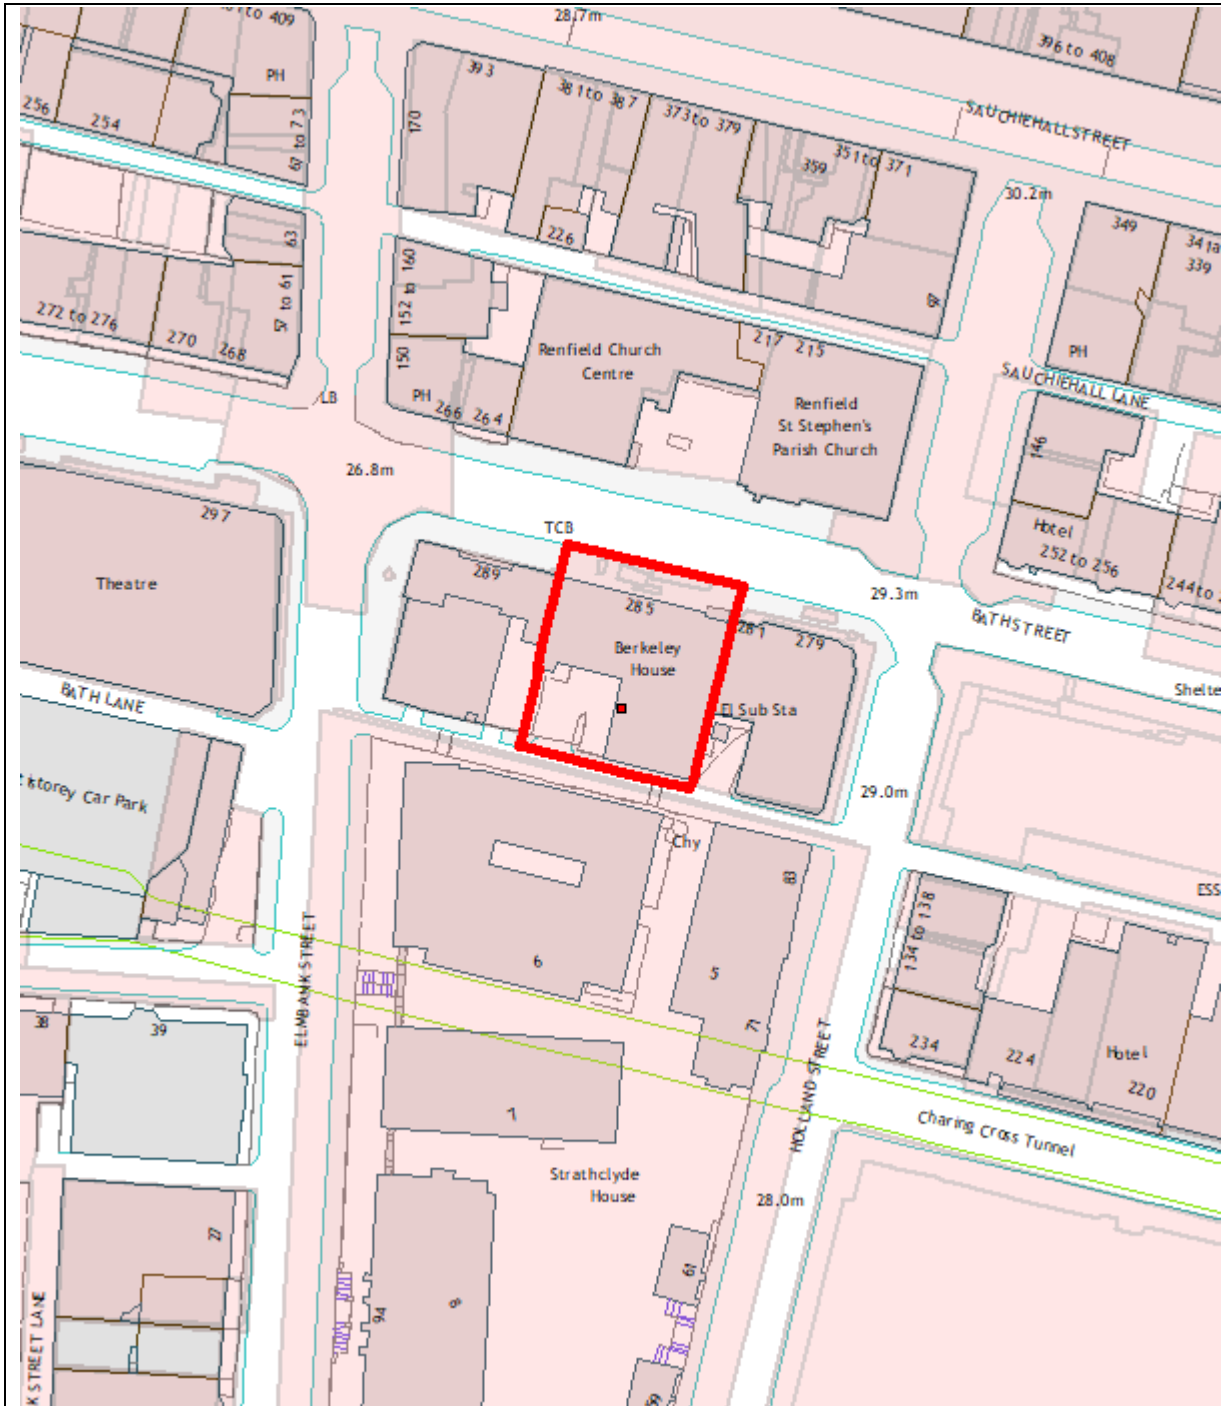 28.7m
396 to 408
393
PH
256
254
67 to 73
170
381 to 387
373 to 379
351 to 371
359
SAUCHIEHALL STREET
30.2m
349
341a
339
63
226
65
152 to 160
57 to 61
272 to 276
270
268
150
Renfield Church
Centre
217
215
PH
SAUCHIEHALL LANE
LB
PH
266
264
Renfield
St Stephen's
Parish Church
146
26.8m
297
TCB
Hotel
252 to 256
Theatre
289
285
29.3m
BATH STREET
281
279
Berkeley
House
BATH LANE
El Sub Sta
storey Car Park
29.0m
Chy
83
134 to 138
ESS
ELMBANK STREET
6
5
38
39
71
234
224
Hotel
220
HOLLAND STREET
7
Charing Cross Tunnel
Strathclyde
House
28.0m
27
61
94
8
K STREET LANE
59